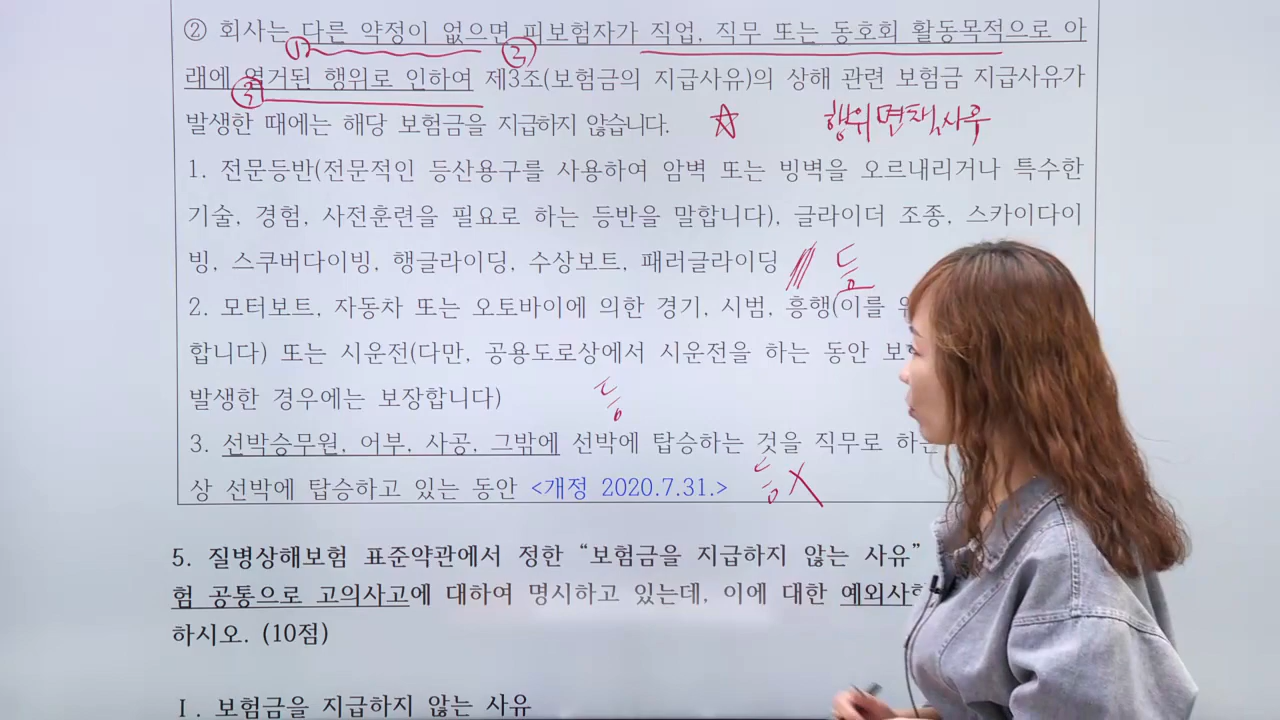 ② 회사는 다른 약정이 없으면 피보험자가 직업, 직무 또는 동호회 활동목적으로 아
① ② 
래에 열거된 행위로 인하여 제3조(보험금의 지급사유)의 상해 관련 보험금 지급사유가
③
발생한 때에는 해당 보험금을 지급하지 않습니다. ☆ 행위면책사유
1. 전문등반(전문적인 등산용구를 사용하여 암벽 또는 빙벽을 오르내리거나 특수한
기술, 경험, 사전훈련을 필요로 하는 등반을 말합니다), 글라이더 조종, 스카이다이
빙, 스쿠버다이빙, 행글라이딩, 수상보트, 패러글라이딩 등
2. 모터보트, 자동차 또는 오토바이에 의한 경기, 시범, 흥행(이를
합니다) 또는 시운전(다만, 공용도로상에서 시운전을 하는 동안
발생한 경우에는 보장합니다) 등
3. 선박승무원, 어부, 사공, 그밖에 선박에 탑승하는 것을 직무로
상 선박에 탑승하고 있는 동안 <개정 2020.7.31.> 등X
5. 질병상해보험 표준약관에서 정한 “보험금을 지급하지 않는 사유”
험 공통으로 고의사고에 대하여 명시하고 있는데, 이에 대한
하시오. (10점)
Ⅰ. 보험금을 지급하지 않는 사유